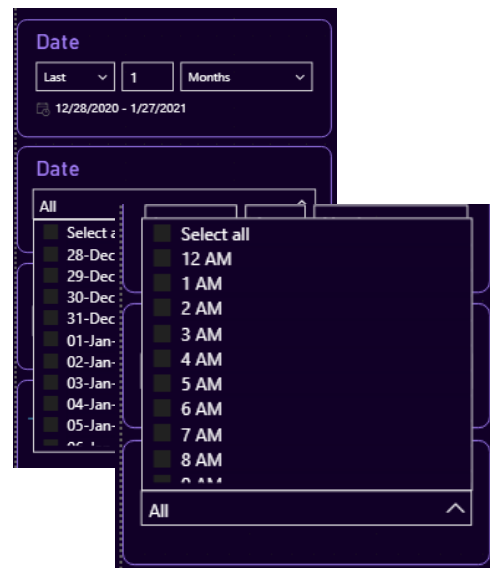 Date
Last 1 Months
12/28/2020 - 1/27/2021
Date
All
Select
28-Dec
29-Dec
30-Dec
31-Dec
01-Jan-
02-Jan-
03-Jan-
04-Jan-
05-Jan-
Select all
12 AM
1 AM
2 AM
3 AM
4 AM
5 AM
6 AM
7 AM
8 AM
All